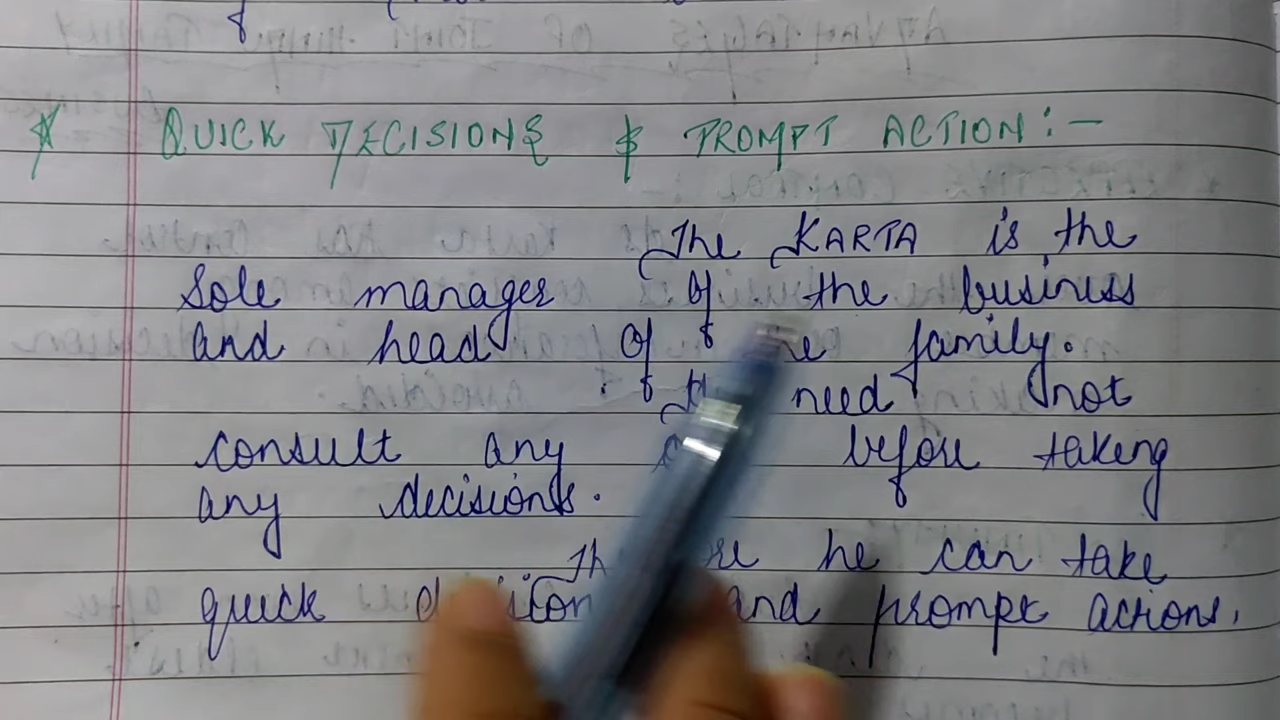 * QUICK DECISIONS & PROMPT ACTION:-
The KARTA is the
Sole manager of the business
and head of the family.
need not
consult any before taking
any decisions.
he can take
quick and prompt actions.